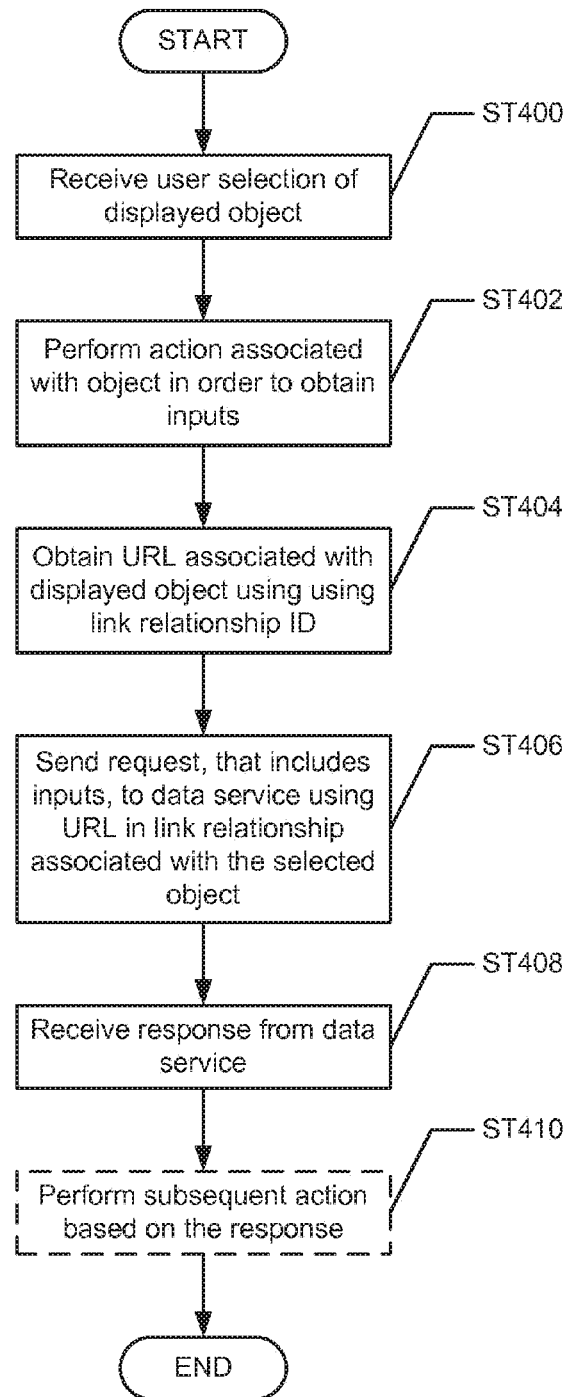 START
ST400
Receive user selection of
displayed object
ST402
Perform action associated
with object in order to obtain
inputs
ST404
Obtain URL associated with
displayed object using using
link relationship ID
ST406
Send request, that includes
inputs, to data service using
URL in link relationship
associated with the selected
object
ST408
Receive response from data
service
ST410
Perform subsequent action
based on the response
END